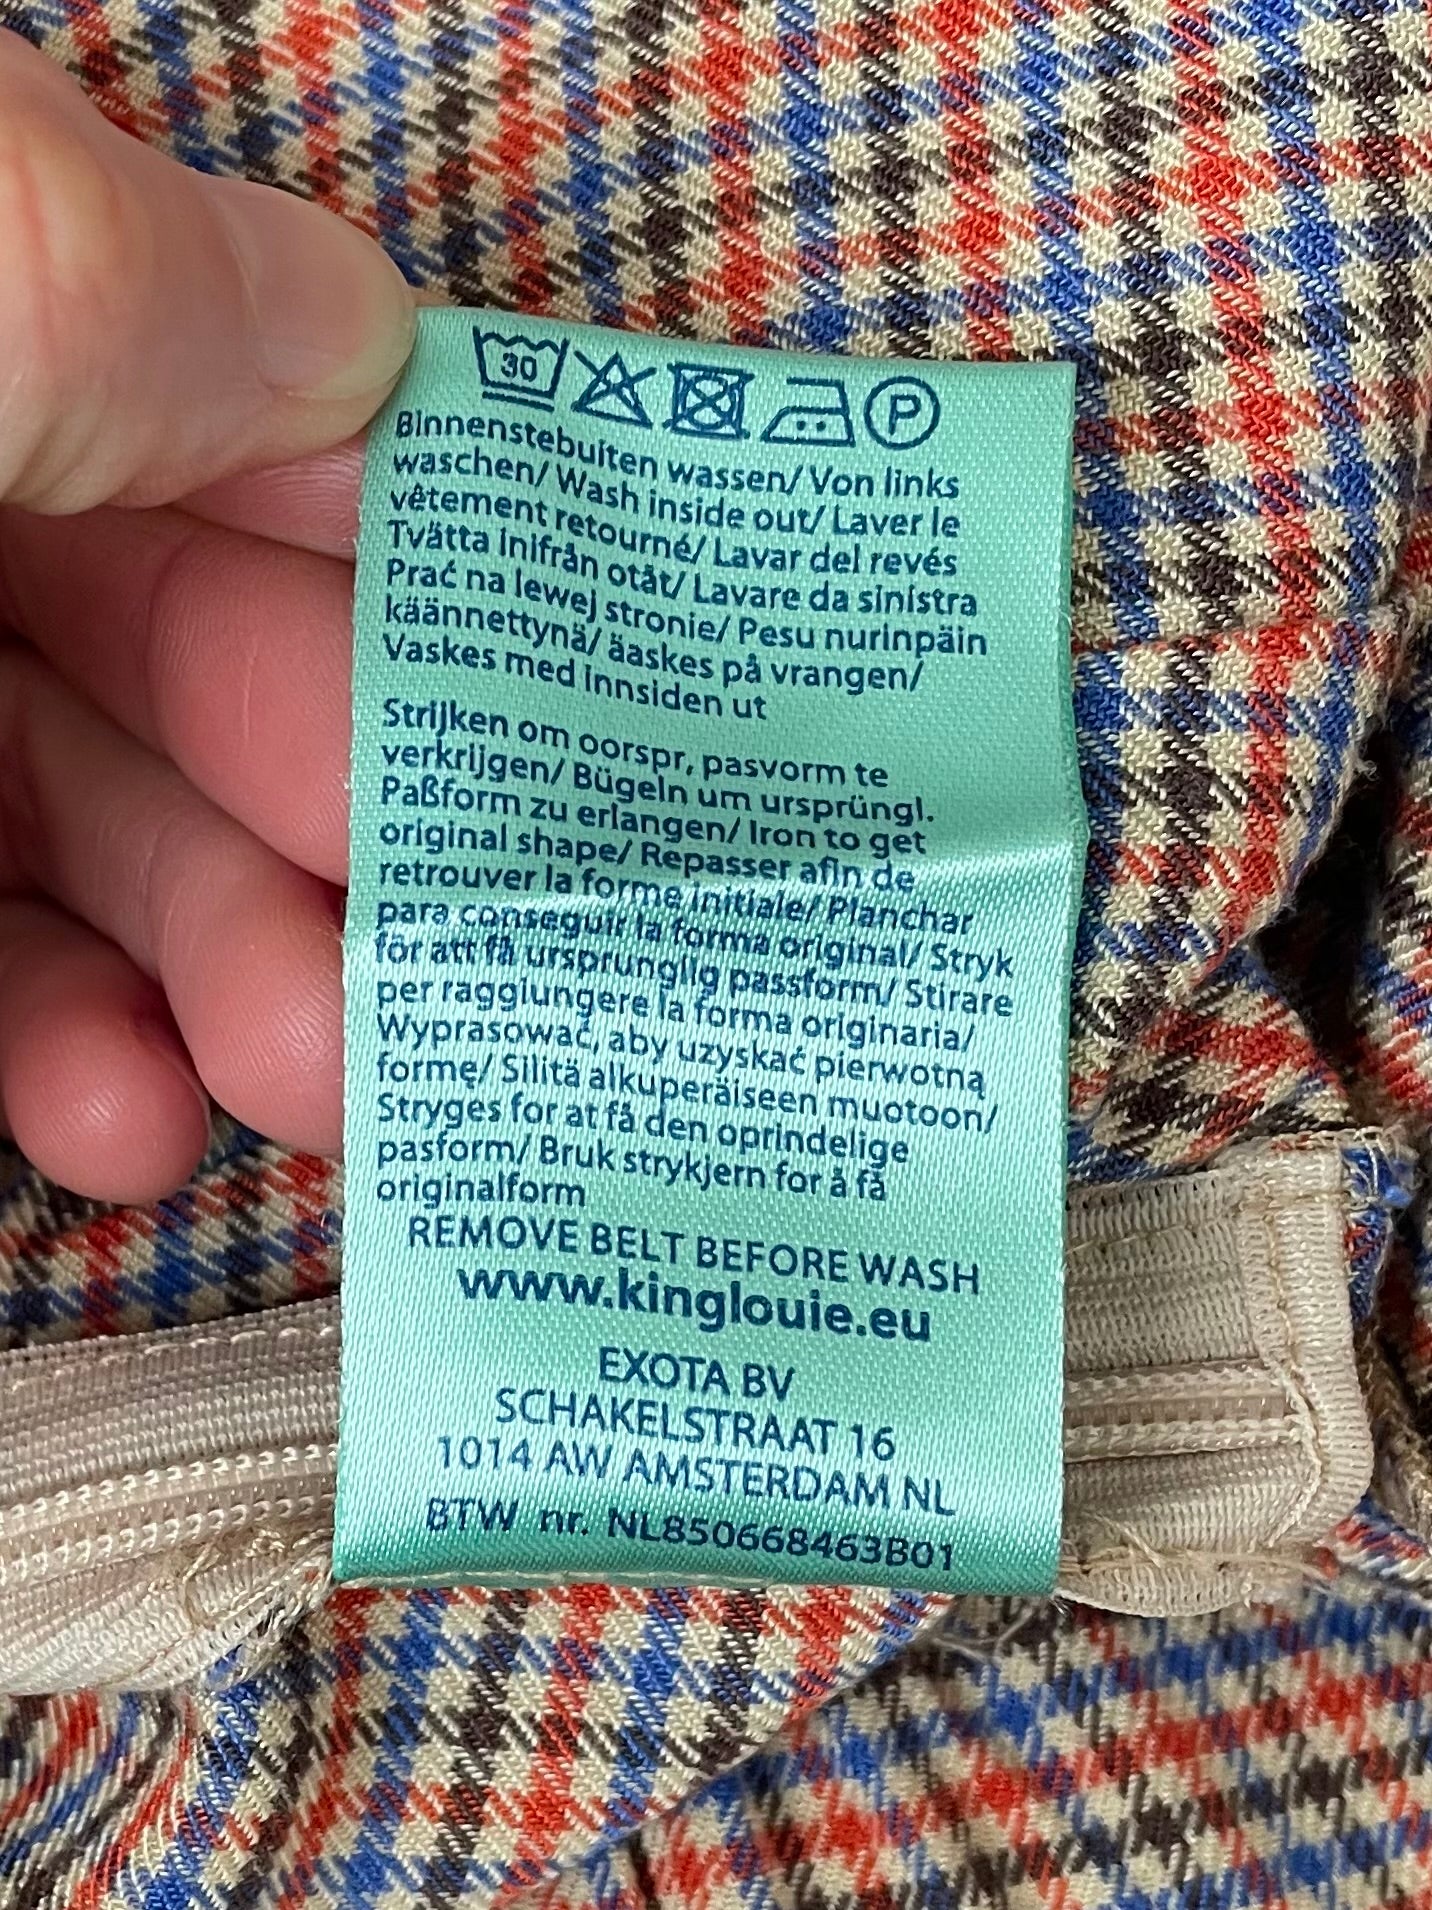 30 P
Binnenstebuiten wassen/ Von links
waschen/ Wash inside out/ Laver le
vêtement retourné/ Lavar del revés
Tvätta inifrån otåt/ Lavare da sinistra
Prać na lewej stronie/ Pesu nurinpäin
käännettynä/ äaskes på vrangen/
Vaskes med innsiden ut
Strijken om oorspr, pasvorm te
verkrijgen/ Bügeln um ursprüngl.
Paßform zu erlangen/ Iron to get
original shape/ Repasser afin de
retrouver la forme initiale/ Planchar
para conseguir la forma original/ Stryk
för att få ursprunglig passform/ Stirare
per raggiungere la forma originaria/
Wyprasować, aby uzyskać pierwotną
formę/ Silitä alkuperäiseen muotoon/
Stryges for at få den oprindelige
pasform/ Bruk strykjern for å få
originalform
REMOVE BELT BEFORE WASH
www.kinglouie.eu
EXOTA BV
SCHAKELSTRAAT 16
1014 AW AMSTERDAM NL
BTW nr. NL850668463B01